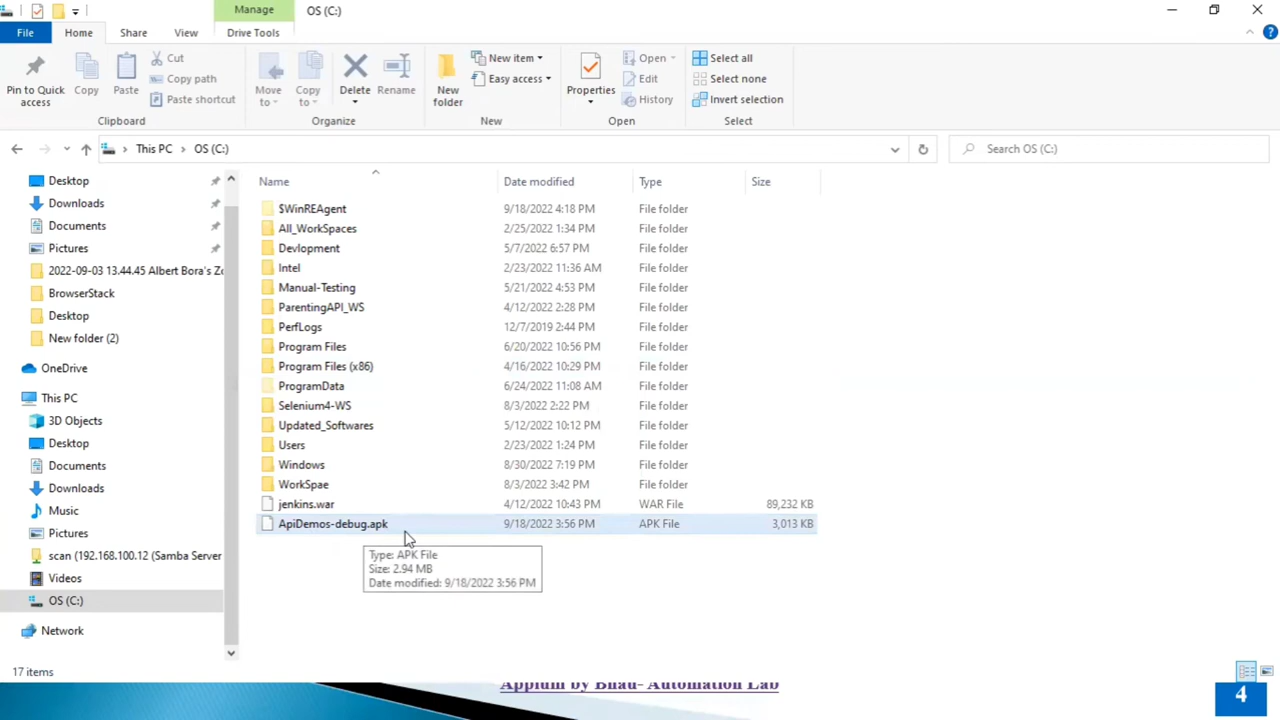 Manage
OS (C:)
File
Home
Share
View
Drive Tools
Pin to Quick access
Copy
Paste
Cut
Copy path
Paste shortcut
Clipboard
Move to
Copy to
Delete
Rename
Organize
New folder
New item
Easy access
New
Properties
Open
Edit
History
Open
Select all
Select none
Invert selection
Select
This PC > OS (C:)
Search OS (C:)
Desktop
Downloads
Documents
Pictures
2022-09-03 13.44.45 Albert Bora's Zo
BrowserStack
Desktop
New folder (2)
OneDrive
This PC
3D Objects
Desktop
Documents
Downloads
Music
Pictures
scan (192.168.100.12 (Samba Server
Videos
OS (C:)
Network
Name Date modified Type Size
$WinREAgent 9/18/2022 4:18 PM File folder
All_WorkSpaces 2/25/2022 1:34 PM File folder
Devlopment 5/7/2022 6:57 PM File folder
Intel 2/23/2022 11:36 AM File folder
Manual-Testing 5/21/2022 4:53 PM File folder
ParentingAPI_WS 4/12/2022 2:28 PM File folder
PerfLogs 12/7/2019 2:44 PM File folder
Program Files 6/20/2022 10:56 PM File folder
Program Files (x86) 4/16/2022 10:29 PM File folder
ProgramData 6/24/2022 11:08 AM File folder
Selenium4-WS 8/3/2022 2:22 PM File folder
Updated_Softwares 5/12/2022 10:12 PM File folder
Users 2/23/2022 1:24 PM File folder
Windows 8/30/2022 7:19 PM File folder
WorkSpae 8/3/2022 3:42 PM File folder
jenkins.war 4/12/2022 10:43 PM WAR File 89,232 KB
ApiDemos-debug.apk 9/18/2022 3:56 PM APK File 3,013 KB
Type: APK File
Size: 2.94 MB
Date modified: 9/18/2022 3:56 PM
17 items
Appium by Bhau- Automation Lab
4